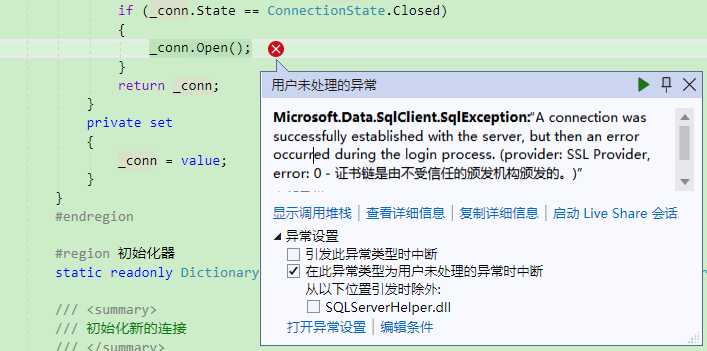 if (_conn.State == ConnectionState.Closed)
{
_conn.Open();
}
return _conn;
}
private set
{
_conn = value;
}
}
#endregion
#region 初始化器
static readonly Dictionary
/// <summary>
/// 初始化新的连接
/// </summary>
用户未处理的异常
Microsoft.Data.SqlClient.SqlException:“A connection was
successfully established with the server, but then an error
occurred during the login process. (provider: SSL Provider,
error: 0 - 证书链是由不受信任的颁发机构颁发的。)”
显示调用堆栈 | 查看详细信息 | 复制详细信息 | 启动 Live Share 会话
异常设置
引发此异常类型时中断
在此异常类型为用户未处理的异常时中断
从以下位置引发时除外:
SQLServerHelper.dll
打开异常设置 | 编辑条件